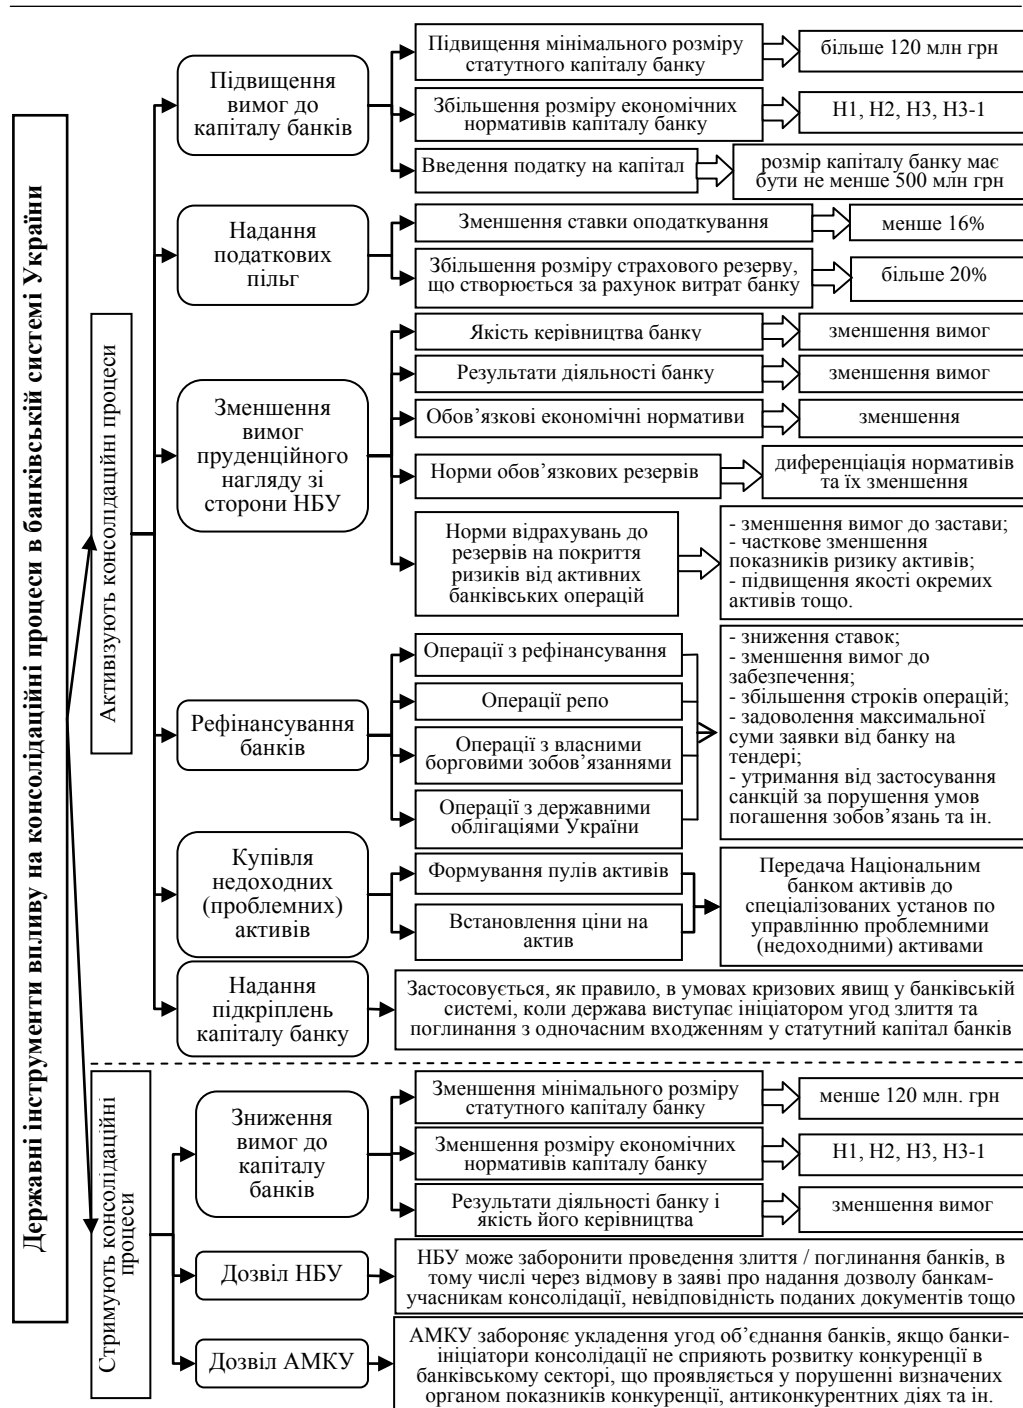 Державні інструменти впливу на консолідаційні процеси в банківській системі України
Активізують консолідаційні процеси
Підвищення
вимог до
капіталу банків
Підвищення мінімального розміру
статутного капіталу банку
більше 120 млн грн
Збільшення розміру економічних
нормативів капіталу банку
Н1, Н2, Н3, Н3-1
Введення податку на капітал
розмір капіталу банку має
бути не менше 500 млн грн
Надання
податкових
пільг
Зменшення ставки оподаткування
менше 16%
Збільшення розміру страхового резерву,
що створюється за рахунок витрат банку
більше 20%
Зменшення
вимог
пруденційного
нагляду зі
сторони НБУ
Якість керівництва банку
зменшення вимог
Результати діяльності банку
зменшення вимог
Обов’язкові економічні нормативи
зменшення
Норми обов’язкових резервів
диференціація нормативів
та їх зменшення
Норми відрахувань до
резервів на покриття
ризиків від активних
банківських операцій
- зменшення вимог до застави;
- часткове зменшення
показників ризику активів;
- підвищення якості окремих
активів тощо.
Рефінансування
банків
Операції з рефінансування
Операції репо
Операції з власними
борговими зобов’язаннями
Операції з державними
облігаціями України
- зниження ставок;
- зменшення вимог до
забезпечення;
- збільшення строків операцій;
- задоволення максимальної
суми заявки від банку на
тендері;
- утримання від застосування
санкцій за порушення умов
погашення зобов’язань та ін.
Купівля
недоходних
(проблемних)
активів
Формування пулів активів
Встановлення ціни на
актив
Передача Національним
банком активів до
спеціалізованих установ по
управлінню проблемними
(недоходними) активами
Надання
підкріплень
капіталу банку
Застосовується, як правило, в умовах кризових явищ у банківській
системі, коли держава виступає ініціатором угод злиття та
поглинання з одночасним входженням у статутний капітал банків
Стримують консолідаційні
процеси
Зниження
вимог до
капіталу
банків
Зменшення мінімального розміру
статутного капіталу банку
менше 120 млн. грн
Зменшення розміру економічних
нормативів капіталу банку
Н1, Н2, Н3, Н3-1
Результати діяльності банку і
якість його керівництва
зменшення вимог
Дозвіл НБУ
НБУ може заборонити проведення злиття / поглинання банків, в
тому числі через відмову в заяві про надання дозволу банкам-
учасникам консолідації, невідповідність поданих документів тощо
Дозвіл АМКУ
АМКУ забороняє укладення угод об’єднання банків, якщо банки-
ініціатори консолідації не сприяють розвитку конкуренції в
банківському секторі, що проявляється у порушенні визначених
органом показників конкуренції, антиконкурентних діях та ін.